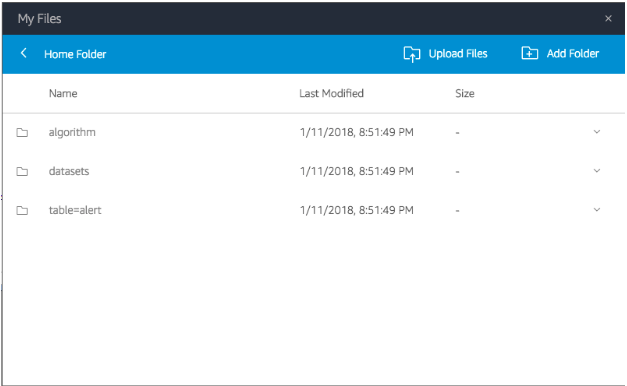 My Files
Home Folder Upload Files Add Folder
Name Last Modified Size
algorithm 1/11/2018, 8:51:49 PM -
datasets 1/11/2018, 8:51:49 PM -
table=alert 1/11/2018, 8:51:49 PM -